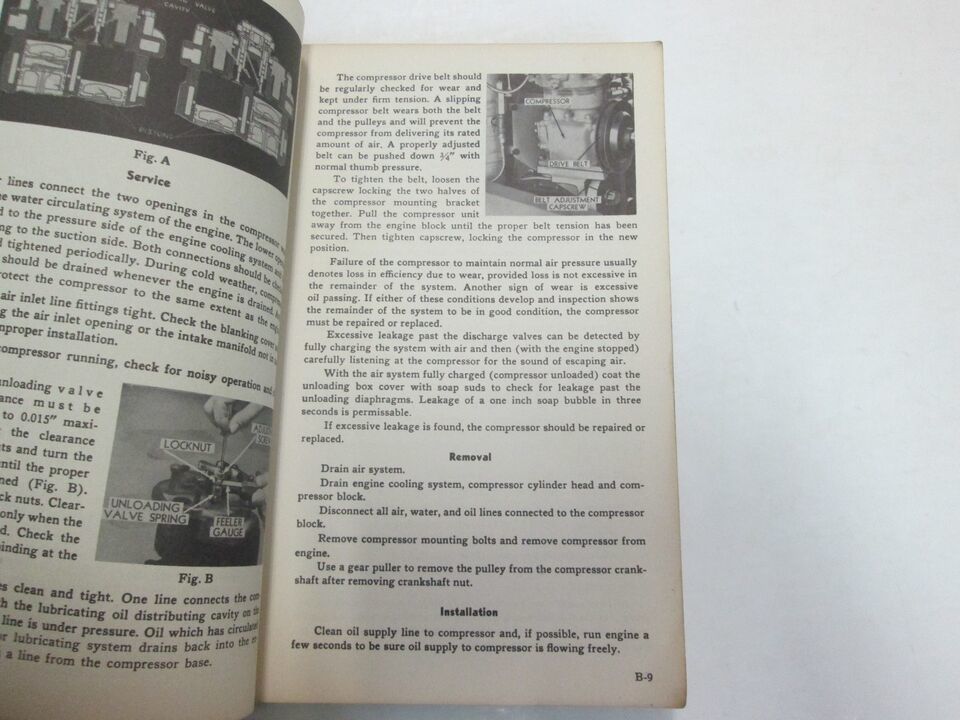 VALVE
CAVITY
PISTONS
Fig. A
Service
lines connect the two openings in the compressor
water circulating system of the engine. The lower
to the pressure side of the engine cooling system
to the suction side. Both connections should be
tightened periodically. During cold weather,
should be drained whenever the engine is drained.
protect the compressor to the same extent as the
air inlet line fittings tight. Check the blanking cover
the air inlet opening or the intake manifold not in
improper installation.
compressor running, check for noisy operation and
unloading valve
must be
to 0.015" maxi-
the clearance
and turn the
until the proper
(Fig. B).
nuts. Clear-
only when the
Check the
binding at the
LOCKNUT
UNLOADING
VALVE SPRING
FEELER
GAUGE
Fig. B
clean and tight. One line connects the
the lubricating oil distributing cavity on the
line is under pressure. Oil which has circulated
lubricating system drains back into the
a line from the compressor base.
The compressor drive belt should
be regularly checked for wear and
kept under firm tension. A slipping
compressor belt wears both the belt
and the pulleys and will prevent the
compressor from delivering its rated
amount of air. A properly adjusted
belt can be pushed down ¾" with
normal thumb pressure.
To tighten the belt, loosen the
capscrew locking the two halves of
the compressor mounting bracket
together. Pull the compressor unit
away from the engine block until the proper belt tension has been
secured. Then tighten capscrew, locking the compressor in the new
position.
COMPRESSOR
DRIVE BELT
BELT ADJUSTMENT
CAPSCREW
Failure of the compressor to maintain normal air pressure usually
denotes loss in efficiency due to wear, provided loss is not excessive in
the remainder of the system. Another sign of wear is excessive
oil passing. If either of these conditions develop and inspection shows
the remainder of the system to be in good condition, the compressor
must be repaired or replaced.
Excessive leakage past the discharge valves can be detected by
fully charging the system with air and then (with the engine stopped)
carefully listening at the compressor for the sound of escaping air.
With the air system fully charged (compressor unloaded) coat the
unloading box cover with soap suds to check for leakage past the
unloading diaphragms. Leakage of a one inch soap bubble in three
seconds is permissable.
If excessive leakage is found, the compressor should be repaired or
replaced.
Removal
Drain air system.
Drain engine cooling system, compressor cylinder head and com-
pressor block.
Disconnect all air, water, and oil lines connected to the compressor
block.
Remove compressor mounting bolts and remove compressor from
engine.
Use a gear puller to remove the pulley from the compressor crank-
shaft after removing crankshaft nut.
Installation
Clean oil supply line to compressor and, if possible, run engine a
few seconds to be sure oil supply to compressor is flowing freely.
B-9